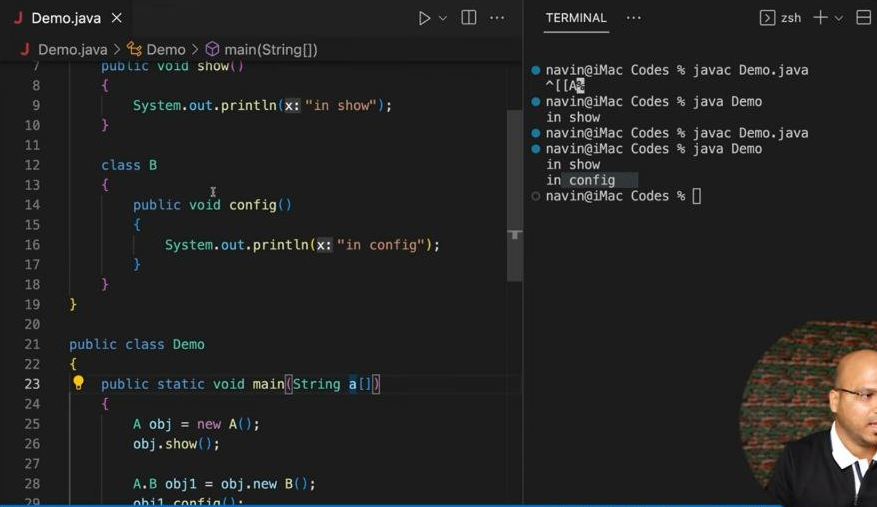 Demo.java
Demo.java > Demo > main(String[])
7 public void show()
8 {
9 System.out.println(x: "in show");
10 }
11
12 class B
13 {
14 public void config()
15 {
16 System.out.println(x: "in config");
17 }
18 }
19 }
20
21 public class Demo
22 {
23 public static void main(String a[])
24 {
25 A obj = new A();
26 obj.show();
27
28 A.B obj1 = obj.new B();
29 obj1.config();
TERMINAL
zsh
navin@iMac Codes % javac Demo.java
^[[A%
navin@iMac Codes % java Demo
in show
navin@iMac Codes % javac Demo.java
navin@iMac Codes % java Demo
in show
in config
navin@iMac Codes %